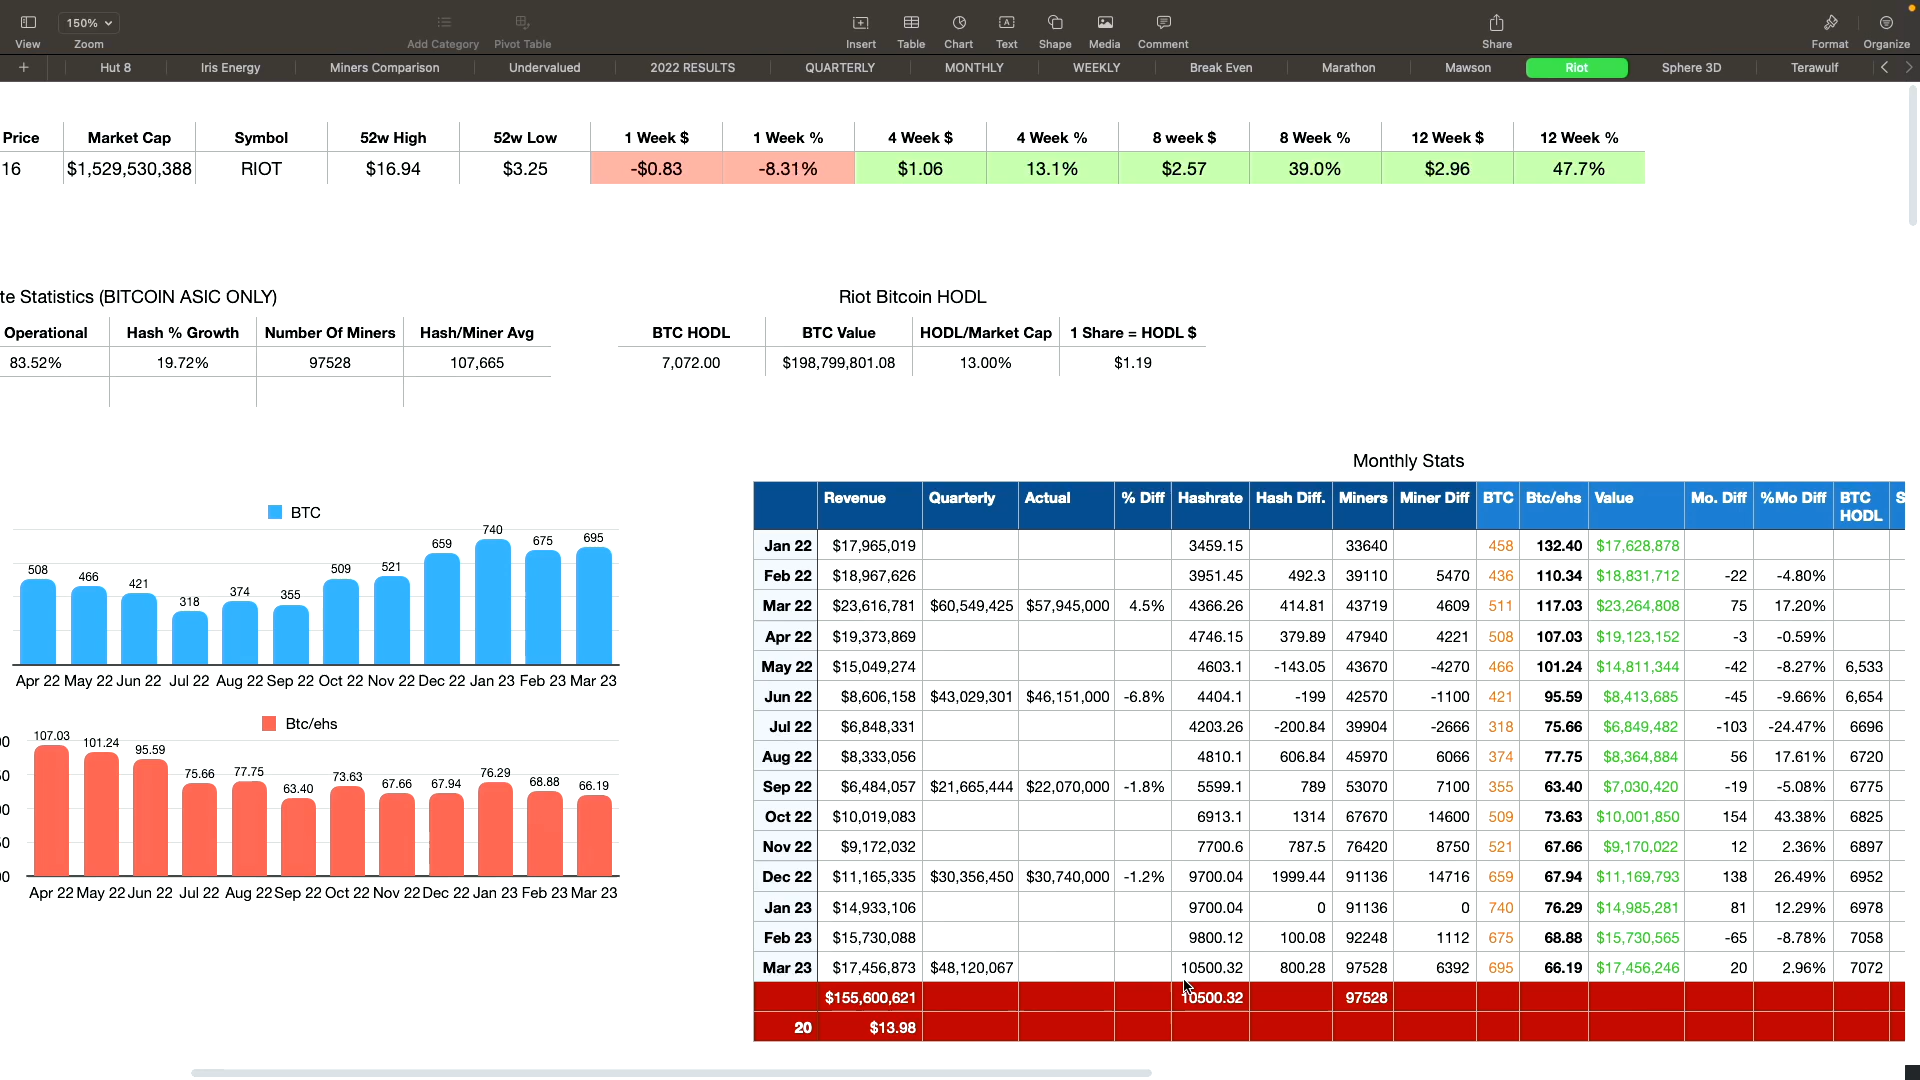 150%
View
Zoom
Add Category
Pivot Table
Insert
Table
Chart
Text
Shape
Media
Comment
Share
Format
Organize
+ Hut 8 Iris Energy Miners Comparison Undervalued 2022 RESULTS QUARTERLY MONTHLY WEEKLY Break Even Marathon Mawson Riot Sphere 3D Terawulf
Price Market Cap Symbol 52w High 52w Low 1 Week $ 1 Week % 4 Week $ 4 Week % 8 week $ 8 Week % 12 Week $ 12 Week %
16 $1,529,530,388 RIOT $16.94 $3.25 -$0.83 -8.31% $1.06 13.1% $2.57 39.0% $2.96 47.7%
te Statistics (BITCOIN ASIC ONLY)
Operational Hash % Growth Number Of Miners Hash/Miner Avg
83.52% 19.72% 97528 107,665
Riot Bitcoin HODL
BTC HODL BTC Value HODL/Market Cap 1 Share = HODL $
7,072.00 $198,799,801.08 13.00% $1.19
BTC
508 466 421 318 374 355 509 521 659 740 675 695
Apr 22 May 22 Jun 22 Jul 22 Aug 22 Sep 22 Oct 22 Nov 22 Dec 22 Jan 23 Feb 23 Mar 23
Btc/ehs
107.03 101.24 95.59 75.66 77.75 63.40 73.63 67.66 67.94 76.29 68.88 66.19
Apr 22 May 22 Jun 22 Jul 22 Aug 22 Sep 22 Oct 22 Nov 22 Dec 22 Jan 23 Feb 23 Mar 23
Monthly Stats
Revenue Quarterly Actual % Diff Hashrate Hash Diff. Miners Miner Diff BTC Btc/ehs Value Mo. Diff %Mo Diff BTC HODL S
Jan 22 $17,965,019 3459.15 33640 458 132.40 $17,628,878
Feb 22 $18,967,626 3951.45 492.3 39110 5470 436 110.34 $18,831,712 -22 -4.80%
Mar 22 $23,616,781 $60,549,425 $57,945,000 4.5% 4366.26 414.81 43719 4609 511 117.03 $23,264,808 75 17.20%
Apr 22 $19,373,869 4746.15 379.89 47940 4221 508 107.03 $19,123,152 -3 -0.59%
May 22 $15,049,274 4603.1 -143.05 43670 -4270 466 101.24 $14,811,344 -42 -8.27% 6,533
Jun 22 $8,606,158 $43,029,301 $46,151,000 -6.8% 4404.1 -199 42570 -1100 421 95.59 $8,413,685 -45 -9.66% 6,654
Jul 22 $6,848,331 4203.26 -200.84 39904 -2666 318 75.66 $6,849,482 -103 -24.47% 6696
Aug 22 $8,333,056 4810.1 606.84 45970 6066 374 77.75 $8,364,884 56 17.61% 6720
Sep 22 $6,484,057 $21,665,444 $22,070,000 -1.8% 5599.1 789 53070 7100 355 63.40 $7,030,420 -19 -5.08% 6775
Oct 22 $10,019,083 6913.1 1314 67670 14600 509 73.63 $10,001,850 154 43.38% 6825
Nov 22 $9,172,032 7700.6 787.5 76420 8750 521 67.66 $9,170,022 12 2.36% 6897
Dec 22 $11,165,335 $30,356,450 $30,740,000 -1.2% 9700.04 1999.44 91136 14716 659 67.94 $11,169,793 138 26.49% 6952
Jan 23 $14,933,106 9700.04 0 91136 0 740 76.29 $14,985,281 81 12.29% 6978
Feb 23 $15,730,088 9800.12 100.08 92248 1112 675 68.88 $15,730,565 -65 -8.78% 7058
Mar 23 $17,456,873 $48,120,067 10500.32 800.28 97528 6392 695 66.19 $17,456,246 20 2.96% 7072
$155,600,621 10500.32 97528
20 $13.98